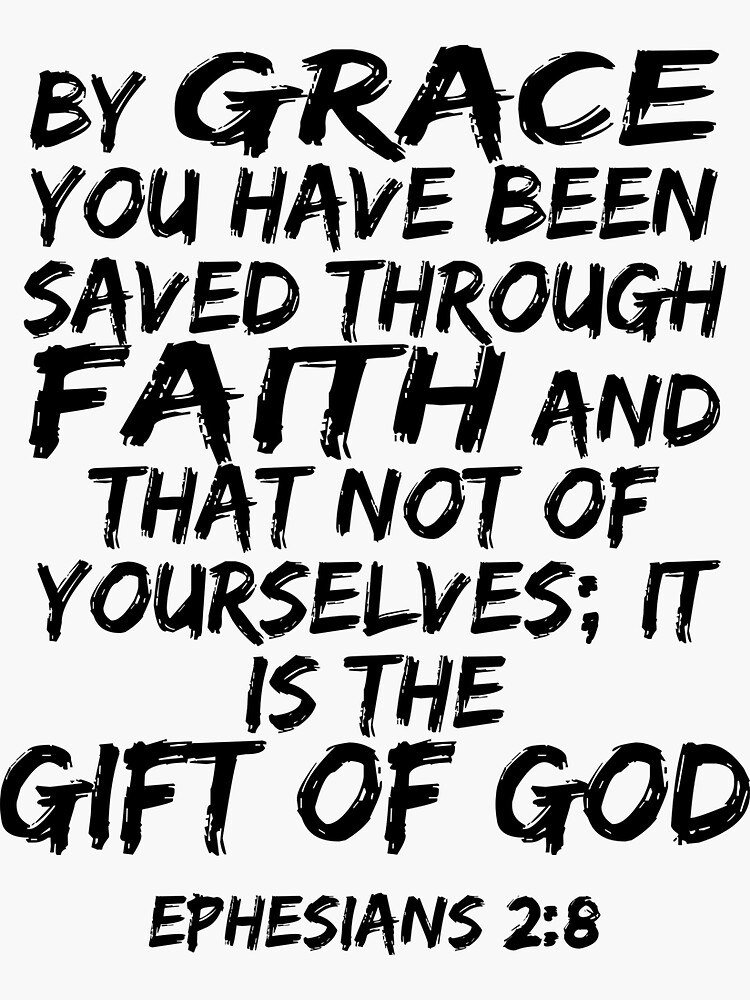 BY GRACE
YOU HAVE BEEN
SAVED THROUGH
FAITH AND
THAT NOT OF
YOURSELVES; IT
IS THE
GIFT OF GOD
EPHESIANS 2:8